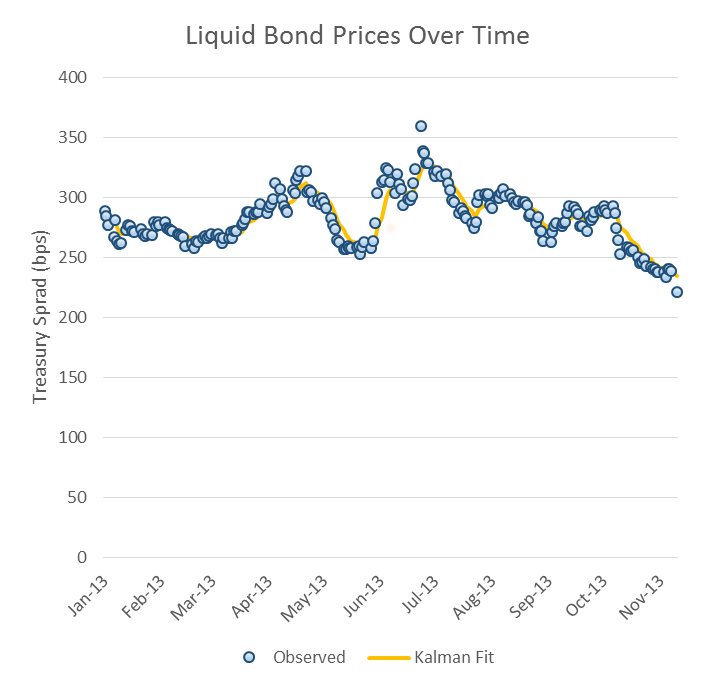 Liquid Bond Prices Over Time
Treasury Sprad (bps)
400
350
300
250
200
150
100
50
0
Jan-13 Feb-13 Mar-13 Apr-13 May-13 Jun-13 Jul-13 Aug-13 Sep-13 Oct-13 Nov-13
Observed Kalman Fit